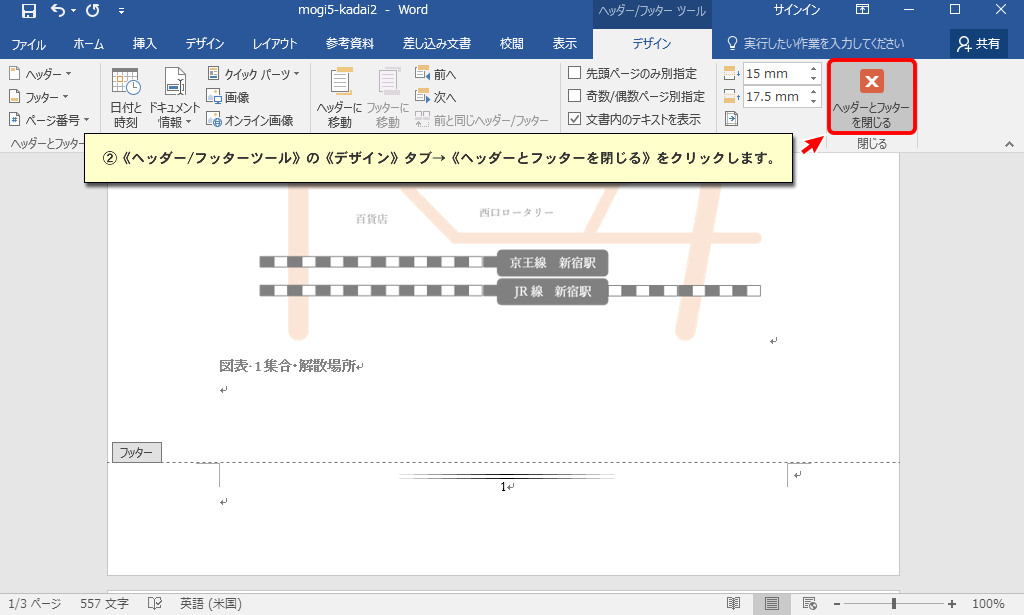 mogi5-kadai2 - Word
ヘッダー/フッター ツール
サインイン
ファイル ホーム 挿入 デザイン レイアウト 参考資料 差し込み文書 校閲 表示 デザイン 実行したい作業を入力してください 共有
ヘッダー
フッター
ページ番号
日付と
時刻
ドキュメント
情報
クイック パーツ
画像
オンライン画像
ヘッダーに
移動
フッターに
移動
前へ
次へ
前と同じヘッダー/フッター
先頭ページのみ別指定
奇数/偶数ページ別指定
文書内のテキストを表示
15 mm
17.5 mm
ヘッダーとフッター
を閉じる
ヘッダーとフッター
閉じる
②《ヘッダー/フッターツール》の《デザイン》タブ→《ヘッダーとフッターを閉じる》をクリックします。
百貨店
西口ロータリー
京王線 新宿駅
JR 線 新宿駅
図表-1 集合・解散場所
フッター
1
1/3 ページ 557 文字 英語 (米国) 100%